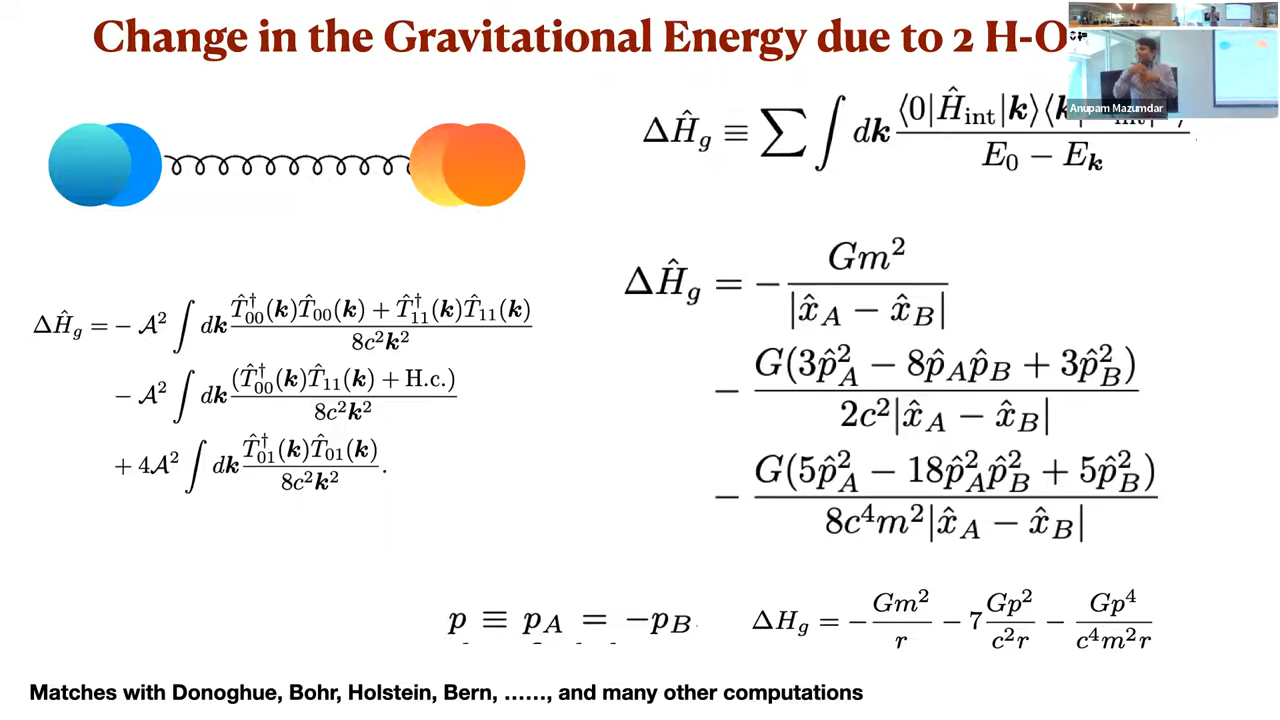 Change in the Gravitational Energy due to 2 H-O
Anupam Mazumdar
ΔĤ_g ≡ ∑ ∫ d𝒌 ⟨0|Ĥ_int|𝒌⟩⟨𝒌| / (E_0 − E_𝒌)
ΔĤ_g = − 𝒜² ∫ d𝒌 (T̂†_00(𝒌)T̂_00(𝒌) + T̂†_11(𝒌)T̂_11(𝒌)) / (8c²𝒌²)
− 𝒜² ∫ d𝒌 ((T̂†_00(𝒌)T̂_11(𝒌) + H.c.)) / (8c²𝒌²)
+ 4𝒜² ∫ d𝒌 (T̂†_01(𝒌)T̂_01(𝒌)) / (8c²𝒌²).
ΔĤ_g = − Gm² / |x̂_A − x̂_B|
− G(3p̂²_A − 8p̂_A p̂_B + 3p̂²_B) / (2c²|x̂_A − x̂_B|)
− G(5p̂²_A − 18p̂²_A p̂²_B + 5p̂²_B) / (8c⁴m²|x̂_A − x̂_B|)
p ≡ p_A = −p_B
ΔH_g = − Gm²/r − 7 Gp²/(c²r) − Gp⁴/(c⁴m²r)
Matches with Donoghue, Bohr, Holstein, Bern, ……, and many other computations